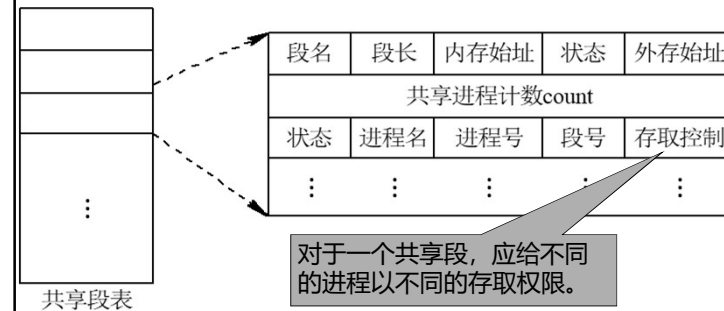 段名 段长 内存始址 状态 外存始址
共享进程计数count
状态 进程名 进程号 段号 存取控制
⋮ ⋮ ⋮ ⋮ ⋮
⋮
对于一个共享段，应给不同
的进程以不同的存取权限。
共享段表